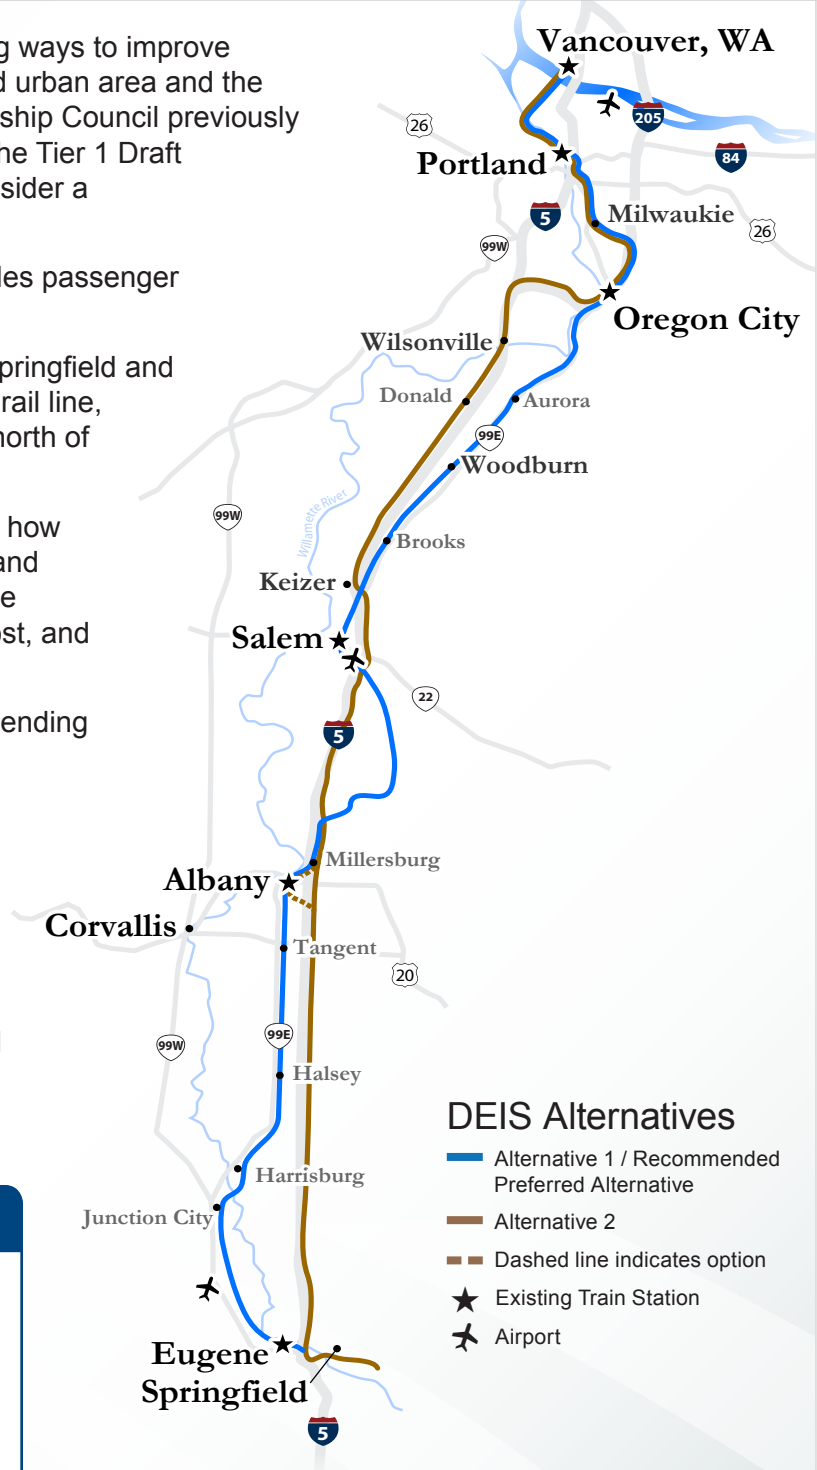 g ways to improve
d urban area and the
ship Council previously
he Tier 1 Draft
sider a
les passenger
pringfield and
rail line,
north of
how
and
e
ost, and
ending
Vancouver, WA
26
205
84
Portland
5
Milwaukie
26
99W
Oregon City
Wilsonville
Donald
Aurora
99E
Woodburn
99W
Willamette River
Brooks
Keizer
Salem
22
5
Millersburg
Albany
Corvallis
Tangent
20
99E
99W
Halsey
Harrisburg
Junction City
Eugene
Springfield
5
DEIS Alternatives
Alternative 1 / Recommended
Preferred Alternative
Alternative 2
Dashed line indicates option
Existing Train Station
Airport